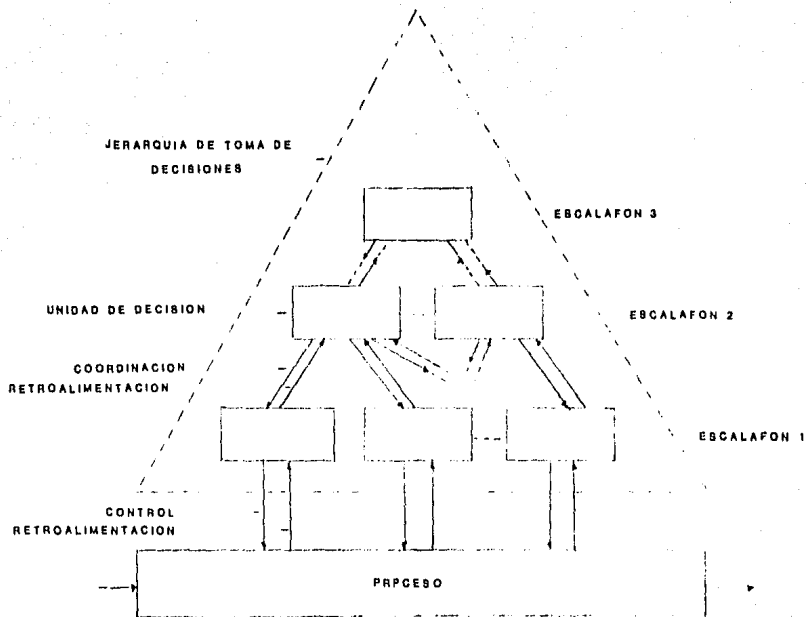 JERARQUIA DE TOMA DE
DECISIONES
ESCALAFON 3
UNIDAD DE DECISION
ESCALAFON 2
COORDINACION
RETROALIMENTACION
ESCALAFON 1
CONTROL
RETROALIMENTACION
PRPCESO